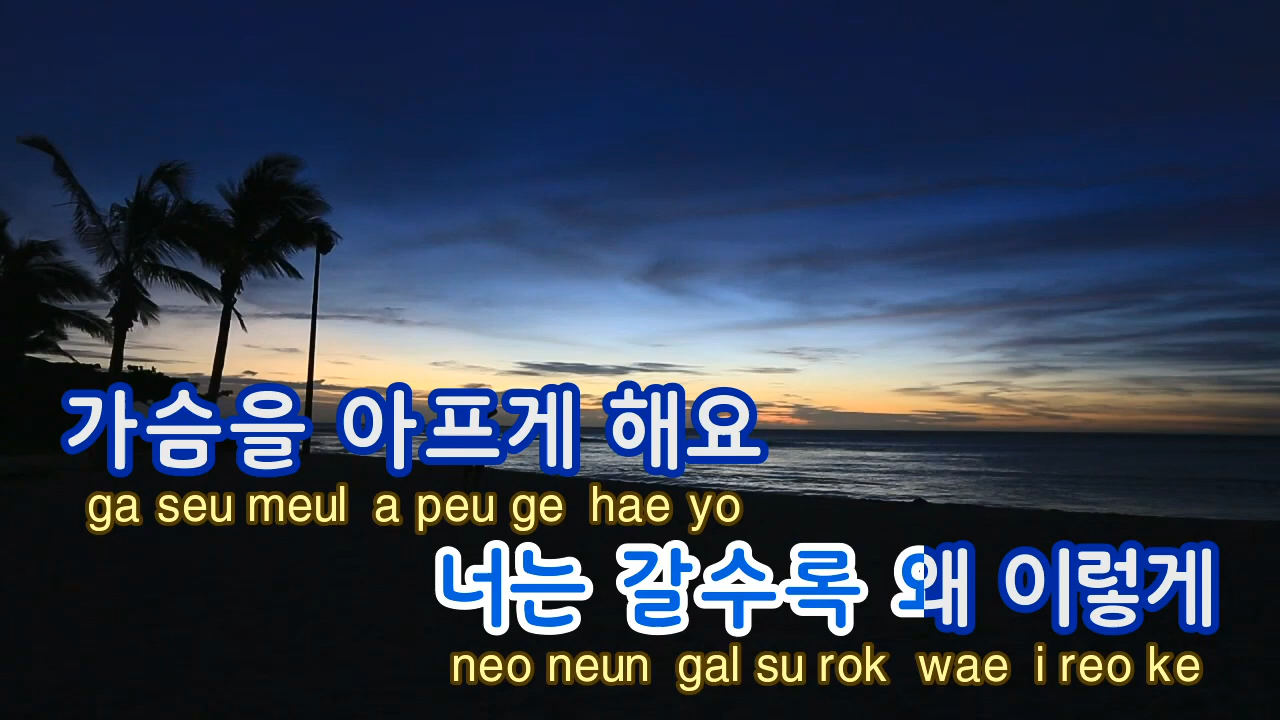 가슴을 아프게 해요
ga seu meul a peu ge hae yo
너는 갈수록 왜 이렇게
neo neun gal su rok wae i reo ke